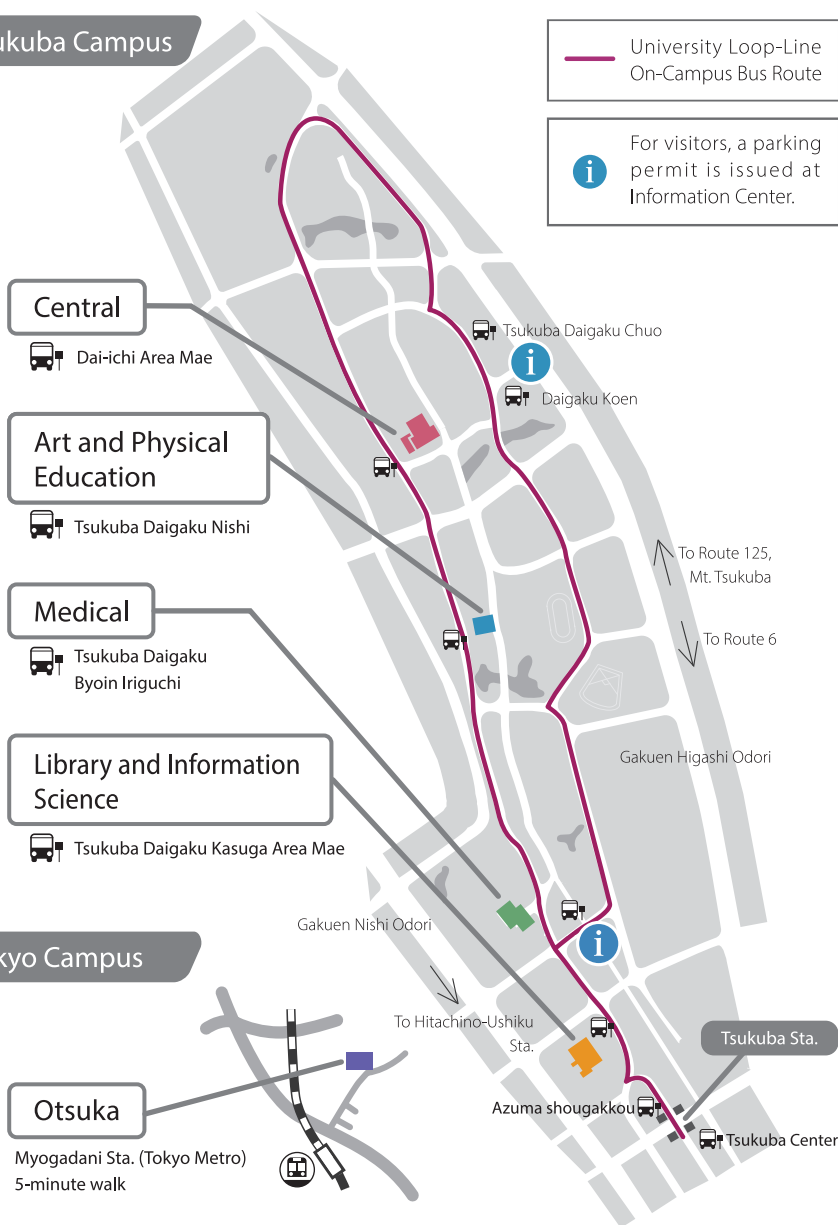 ukuba Campus
University Loop-Line
On-Campus Bus Route
i
For visitors, a parking
permit is issued at
Information Center.
Central
Dai-ichi Area Mae
Tsukuba Daigaku Chuo
i
Daigaku Koen
Art and Physical
Education
Tsukuba Daigaku Nishi
To Route 125,
Mt. Tsukuba
Medical
Tsukuba Daigaku
Byoin Iriguchi
To Route 6
Library and Information
Science
Tsukuba Daigaku Kasuga Area Mae
Gakuen Higashi Odori
Gakuen Nishi Odori
i
kyo Campus
To Hitachino-Ushiku
Sta.
Tsukuba Sta.
Otsuka
Myogadani Sta. (Tokyo Metro)
5-minute walk
Azuma shougakkou
Tsukuba Center